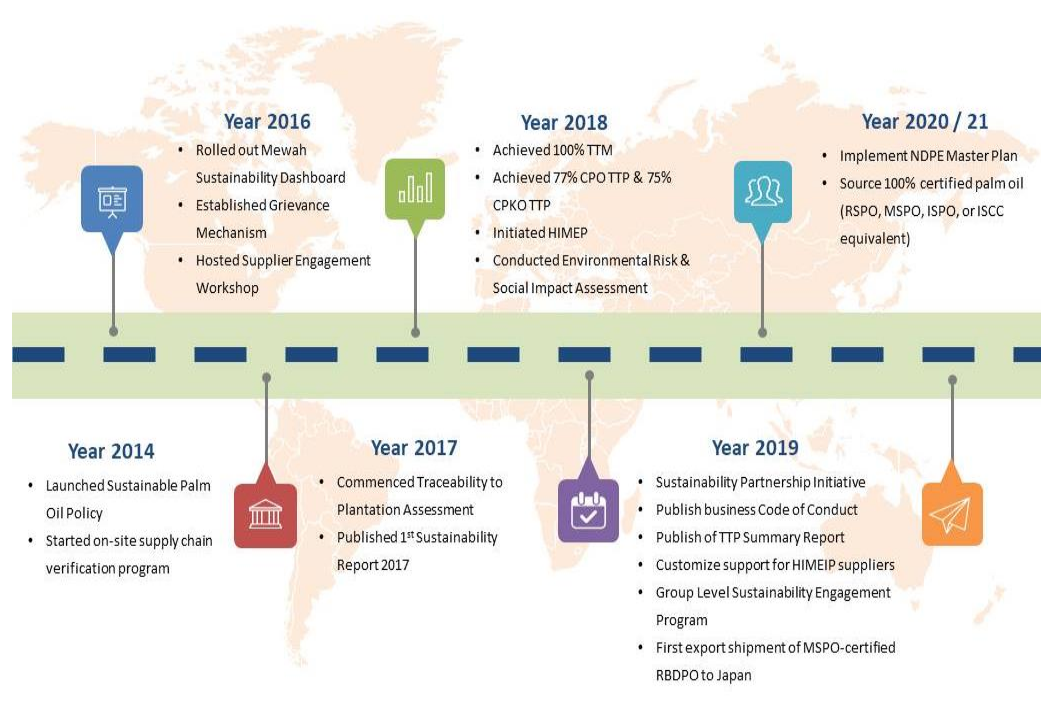 Year 2014
• Launched Sustainable Palm
Oil Policy
• Started on-site supply chain
verification program
Year 2016
• Rolled out Mewah
Sustainability Dashboard
• Established Grievance
Mechanism
• Hosted Supplier Engagement
Workshop
Year 2017
• Commenced Traceability to
Plantation Assessment
• Published 1st Sustainability
Report 2017
Year 2018
• Achieved 100% TTM
• Achieved 77% CPO TTP & 75%
CPKO TTP
• Initiated HIMEP
• Conducted Environmental Risk &
Social Impact Assessment
Year 2019
• Sustainability Partnership Initiative
• Publish business Code of Conduct
• Publish of TTP Summary Report
• Customize support for HIMEIP suppliers
• Group Level Sustainability Engagement
Program
• First export shipment of MSPO-certified
RBDPO to Japan
Year 2020 / 21
• Implement NDPE Master Plan
• Source 100% certified palm oil
(RSPO, MSPO, ISPO, or ISCC
equivalent)